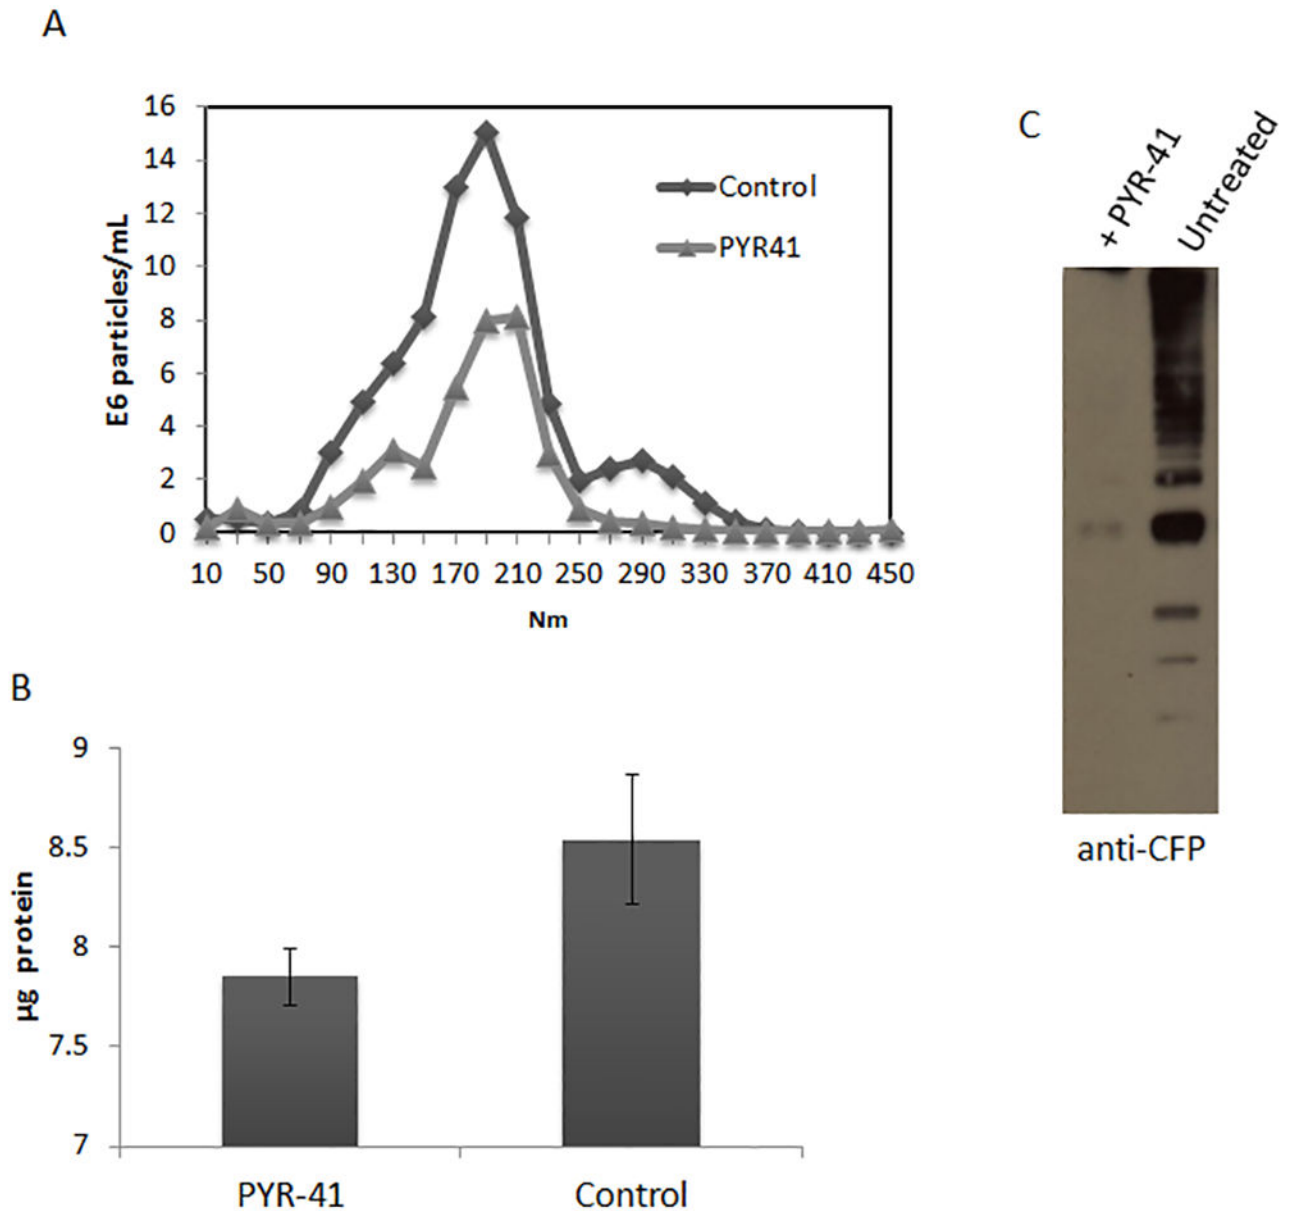 A
16
14
12
10
8
6
4
2
0
E6 particles/mL
Control
PYR41
10 50 90 130 170 210 250 290 330 370 410 450
Nm
B
9
8.5
8
7.5
7
µg protein
PYR-41 Control
C
+ PYR-41
Untreated
anti-CFP